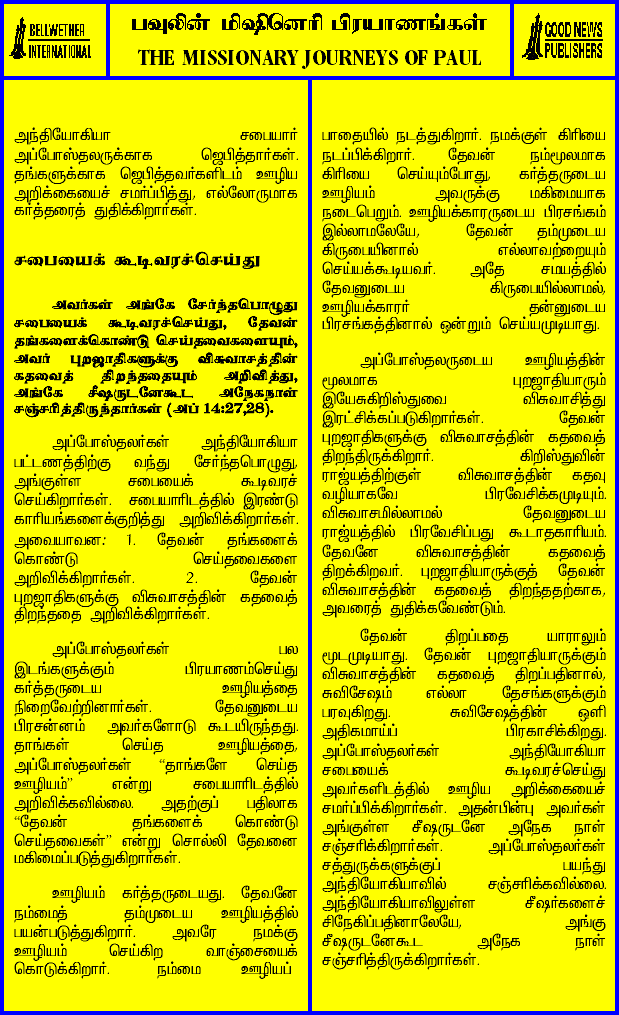 BELLWETHER
INTERNATIONAL
பவுலின் மிஷினெரி பிரயாணங்கள்
THE MISSIONARY JOURNEYS OF PAUL
GOOD NEWS
PUBLISHERS
அந்தியோகியா சபையார்
அப்போஸ்தலருக்காக ஜெபித்தார்கள்.
தங்களுக்காக ஜெபித்தவர்களிடம் ஊழிய
அறிக்கையைச் சமர்ப்பித்து, எல்லோருமாக
கர்த்தரைத் துதிக்கிறார்கள்.
சபையைக் கூடிவரச்செய்து
அவர்கள் அங்கே சேர்ந்தபொழுது
சபையைக் கூடிவரச்செய்து, தேவன்
தங்களைக்கொண்டு செய்தவைகளையும்,
அவர் புறஜாதிகளுக்கு விசுவாசத்தின்
கதவைத் திறந்ததையும் அறிவித்து,
அங்கே சீஷருடனேகூட அநேகநாள்
சஞ்சரித்திருந்தார்கள் (அப் 14:27,28).
அப்போஸ்தலர்கள் அந்தியோகியா
பட்டணத்திற்கு வந்து சேர்ந்தபொழுது,
அங்குள்ள சபையைக் கூடிவரச்
செய்கிறார்கள். சபையாரிடத்தில் இரண்டு
காரியங்களைக்குறித்து அறிவிக்கிறார்கள்.
அவையாவன: 1. தேவன் தங்களைக்
கொண்டு செய்தவைகளை
அறிவிக்கிறார்கள். 2. தேவன்
புறஜாதிகளுக்கு விசுவாசத்தின் கதவைத்
திறந்ததை அறிவிக்கிறார்கள்.
அப்போஸ்தலர்கள் பல
இடங்களுக்கும் பிரயாணம்செய்து
கர்த்தருடைய ஊழியத்தை
நிறைவேற்றினார்கள். தேவனுடைய
பிரசன்னம் அவர்களோடு கூடயிருந்தது.
தாங்கள் செய்த ஊழியத்தை,
அப்போஸ்தலர்கள் “தாங்களே செய்த
ஊழியம்” என்று சபையாரிடத்தில்
அறிவிக்கவில்லை. அதற்குப் பதிலாக
“தேவன் தங்களைக் கொண்டு
செய்தவைகள்” என்று சொல்லி தேவனை
மகிமைப்படுத்துகிறார்கள்.
ஊழியம் கர்த்தருடையது. தேவனே
நம்மைத் தம்முடைய ஊழியத்தில்
பயன்படுத்துகிறார். அவரே நமக்கு
ஊழியம் செய்கிற வாஞ்சையைக்
கொடுக்கிறார். நம்மை ஊழியப்
பாதையில் நடத்துகிறார். நமக்குள் கிரியை
நடப்பிக்கிறார். தேவன் நம்மூலமாக
கிரியை செய்யும்போது, கர்த்தருடைய
ஊழியம் அவருக்கு மகிமையாக
நடைபெறும். ஊழியக்காரருடைய பிரசங்கம்
இல்லாமலேயே, தேவன் தம்முடைய
கிருபையினால் எல்லாவற்றையும்
செய்யக்கூடியவர். அதே சமயத்தில்
தேவனுடைய கிருபையில்லாமல்,
ஊழியக்காரர் தன்னுடைய
பிரசங்கத்தினால் ஒன்றும் செய்யமுடியாது.
அப்போஸ்தலருடைய ஊழியத்தின்
மூலமாக புறஜாதியாரும்
இயேசுகிறிஸ்துவை விசுவாசித்து
இரட்சிக்கப்படுகிறார்கள். தேவன்
புறஜாதிகளுக்கு விசுவாசத்தின் கதவைத்
திறந்திருக்கிறார். கிறிஸ்துவின்
ராஜ்யத்திற்குள் விசுவாசத்தின் கதவு
வழியாகவே பிரவேசிக்கமுடியும்.
விசுவாசமில்லாமல் தேவனுடைய
ராஜ்யத்தில் பிரவேசிப்பது கூடாதகாரியம்.
தேவனே விசுவாசத்தின் கதவைத்
திறக்கிறவர். புறஜாதியாருக்குத் தேவன்
விசுவாசத்தின் கதவைத் திறந்ததற்காக,
அவரைத் துதிக்கவேண்டும்.
தேவன் திறப்பதை யாராலும்
மூடமுடியாது. தேவன் புறஜாதியாருக்கும்
விசுவாசத்தின் கதவைத் திறப்பதினால்,
சுவிசேஷம் எல்லா தேசங்களுக்கும்
பரவுகிறது. சுவிசேஷத்தின் ஒளி
அதிகமாய்ப் பிரகாசிக்கிறது.
அப்போஸ்தலர்கள் அந்தியோகியா
சபையைக் கூடிவரச்செய்து
அவர்களிடத்தில் ஊழிய அறிக்கையைச்
சமர்ப்பிக்கிறார்கள். அதன்பின்பு அவர்கள்
அங்குள்ள சீஷருடனே அநேக நாள்
சஞ்சரிக்கிறார்கள். அப்போஸ்தலர்கள்
சத்துருக்களுக்குப் பயந்து
அந்தியோகியாவில் சஞ்சரிக்கவில்லை.
அந்தியோகியாவிலுள்ள சீஷர்களைச்
சிநேகிப்பதினாலேயே, அங்கு
சீஷருடனேகூட அநேக நாள்
சஞ்சரித்திருக்கிறார்கள்.